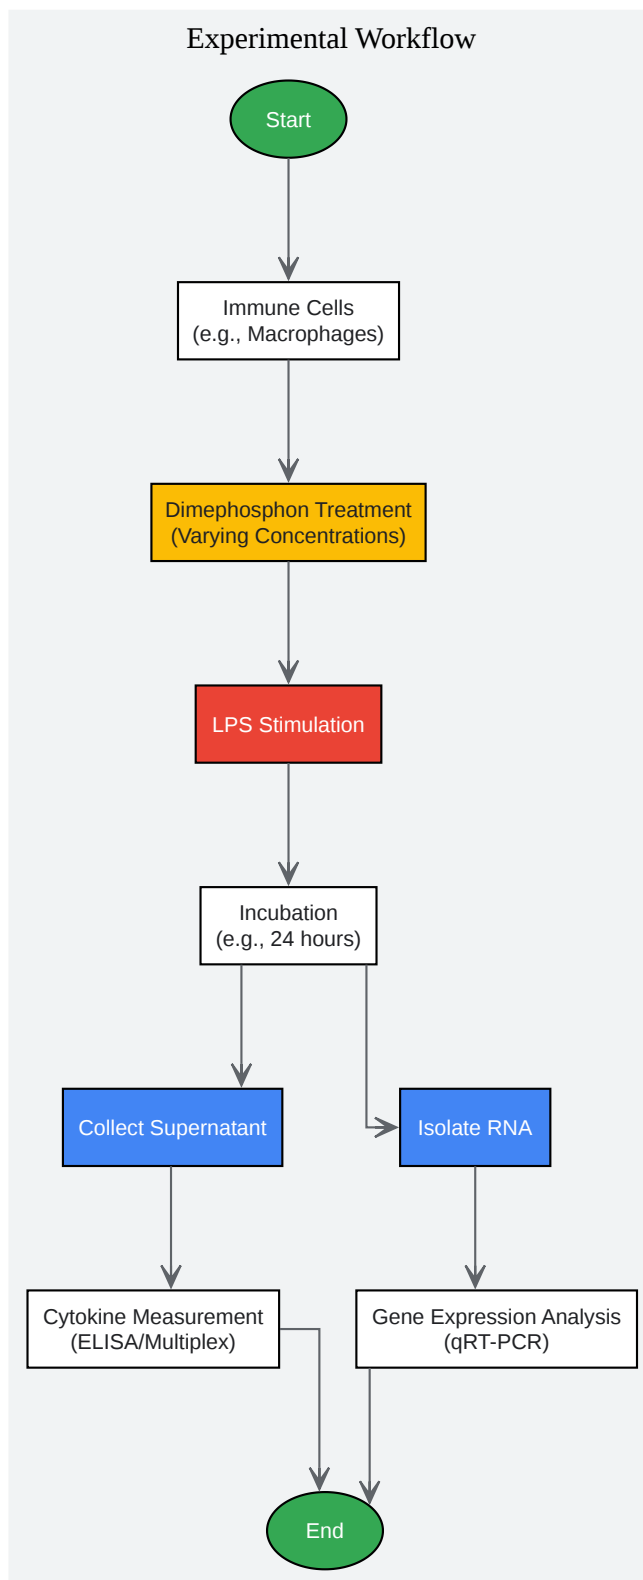 Experimental Workflow
Start
Immune Cells
(e.g., Macrophages)
Dimephosphon Treatment
(Varying Concentrations)
LPS Stimulation
Incubation
(e.g., 24 hours)
Collect Supernatant
Isolate RNA
Cytokine Measurement
(ELISA/Multiplex)
Gene Expression Analysis
(qRT-PCR)
End